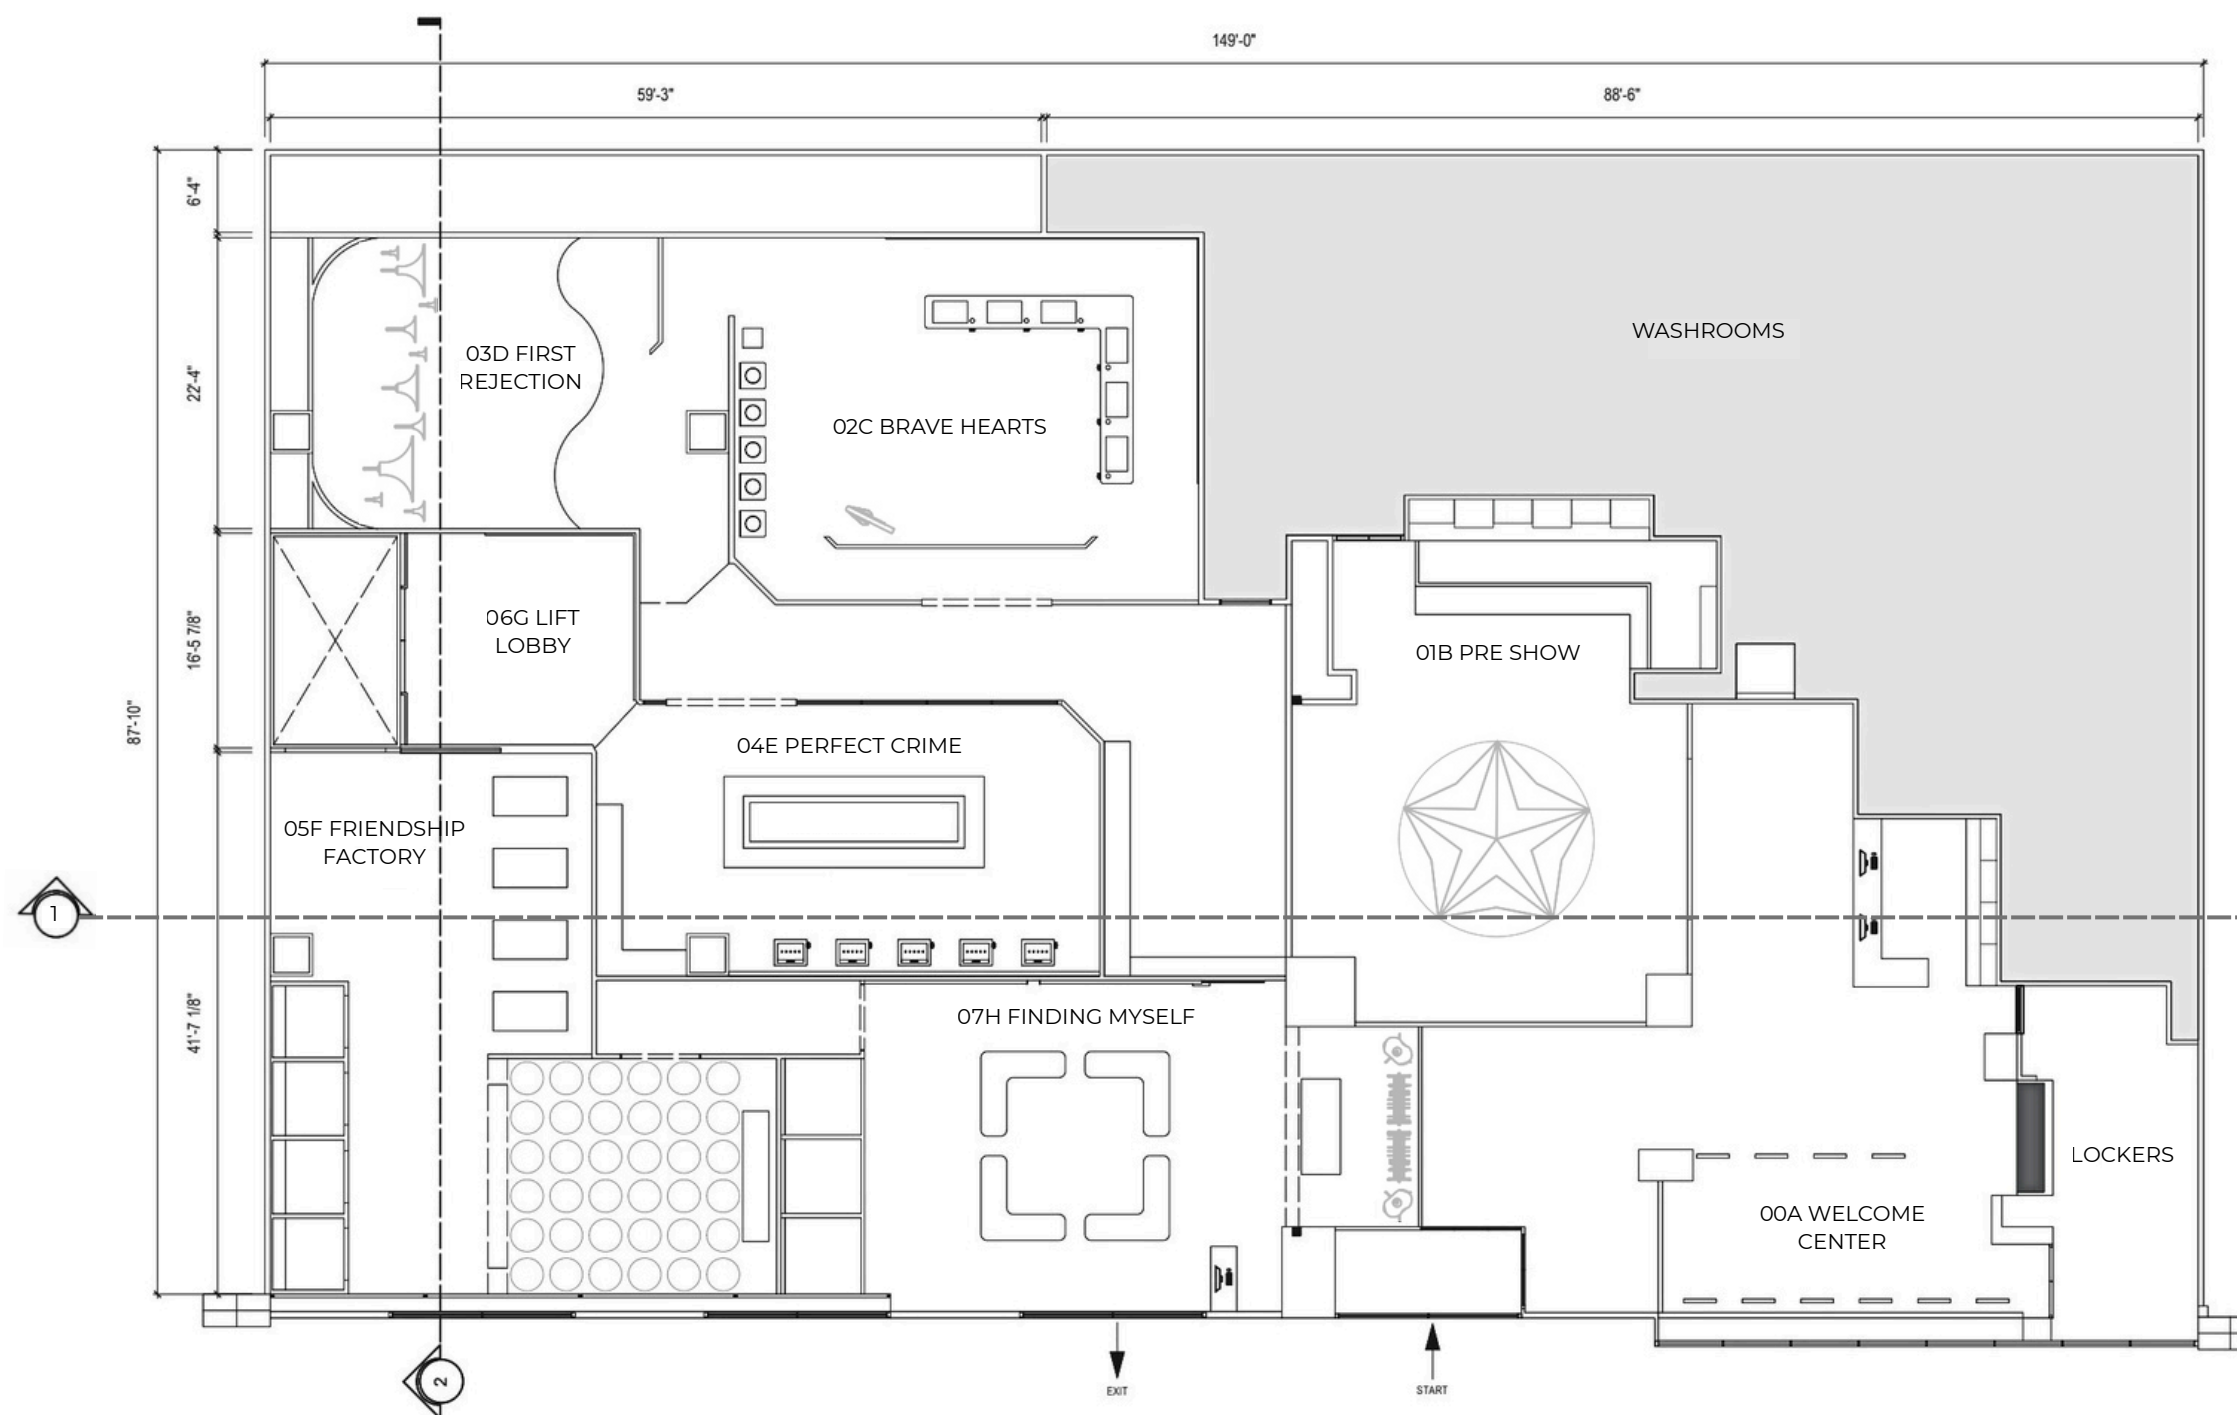 149'-0"
59'-3"
88'-6"
6'-4"
22'-4"
16'-5 7/8"
87'-10"
41'-7 1/8"
WASHROOMS
03D FIRST
REJECTION
02C BRAVE HEARTS
06G LIFT
LOBBY
01B PRE SHOW
04E PERFECT CRIME
05F FRIENDSHIP
FACTORY
1
07H FINDING MYSELF
LOCKERS
00A WELCOME
CENTER
2
EXIT
START